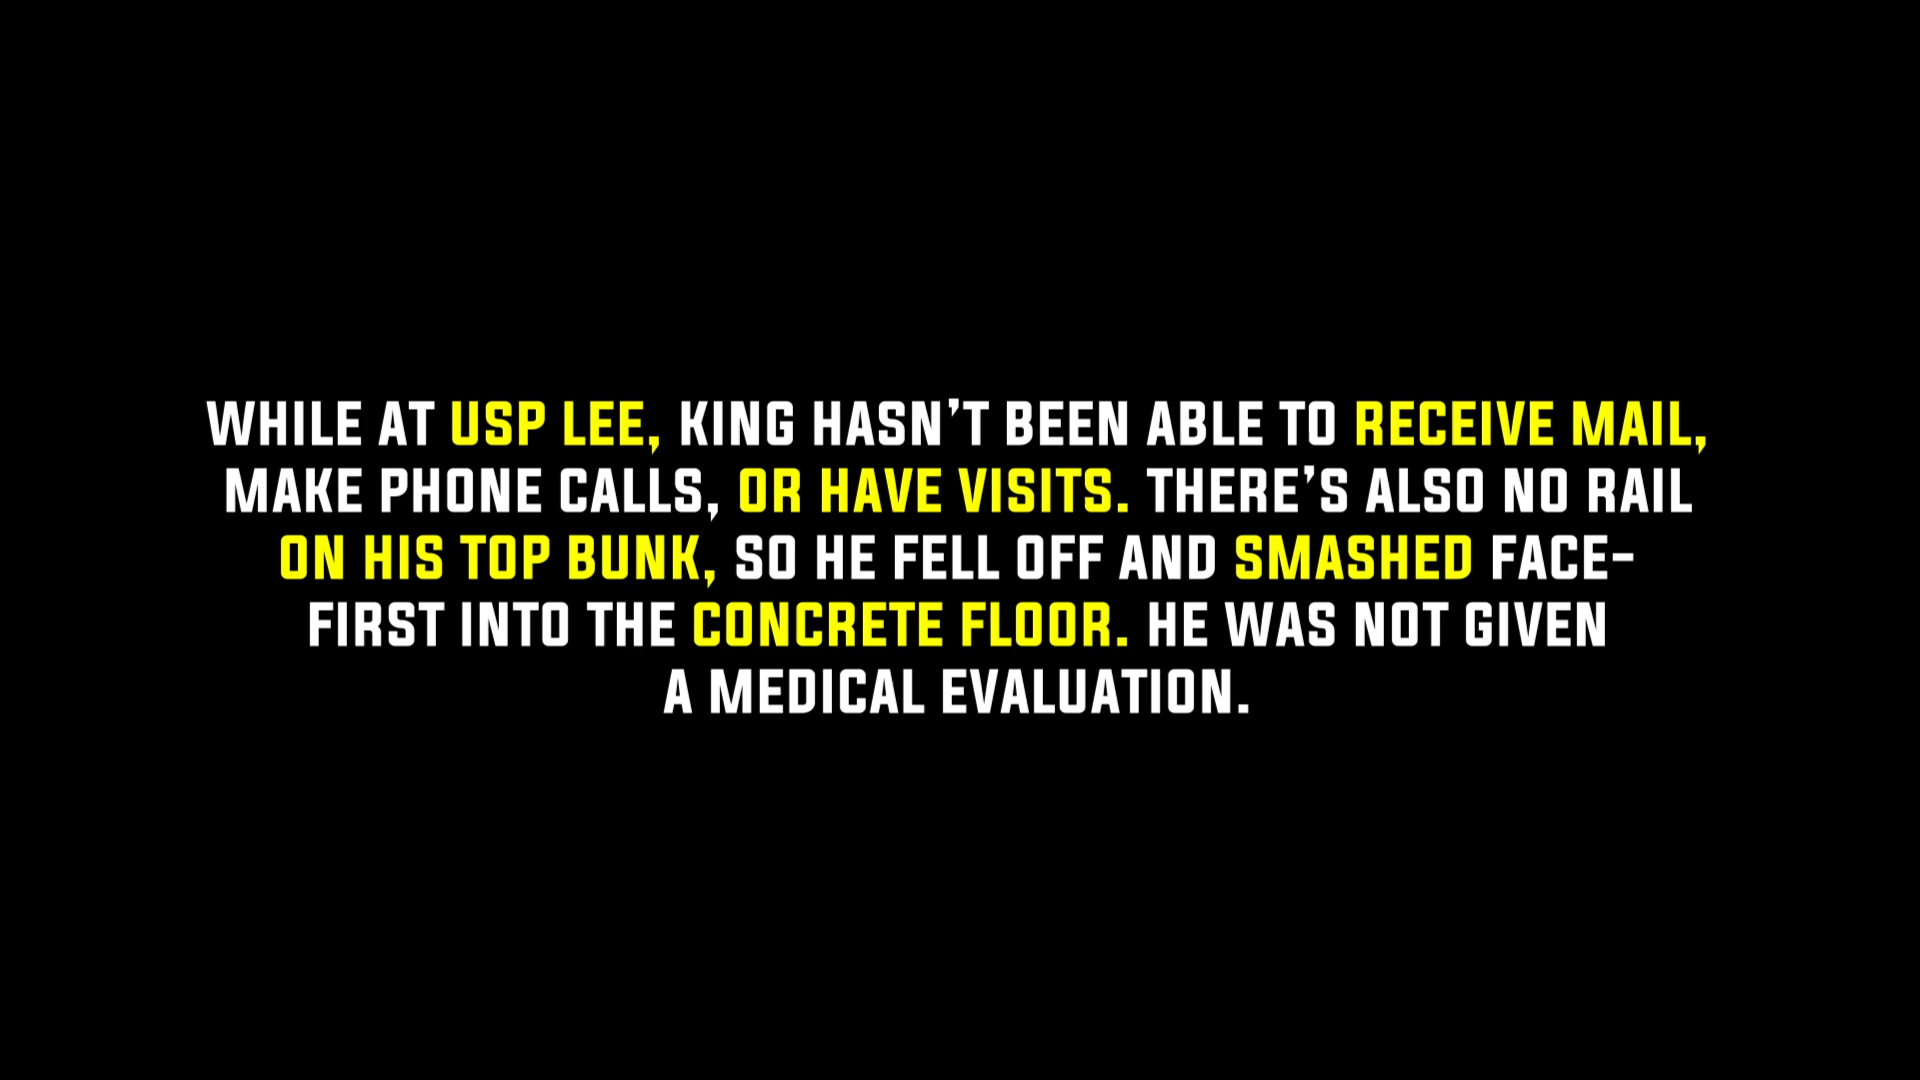 WHILE AT USP LEE, KING HASN'T BEEN ABLE TO RECEIVE MAIL,
MAKE PHONE CALLS, OR HAVE VISITS. THERE'S ALSO NO RAIL
ON HIS TOP BUNK, SO HE FELL OFF AND SMASHED FACE-
FIRST INTO THE CONCRETE FLOOR. HE WAS NOT GIVEN
A MEDICAL EVALUATION.